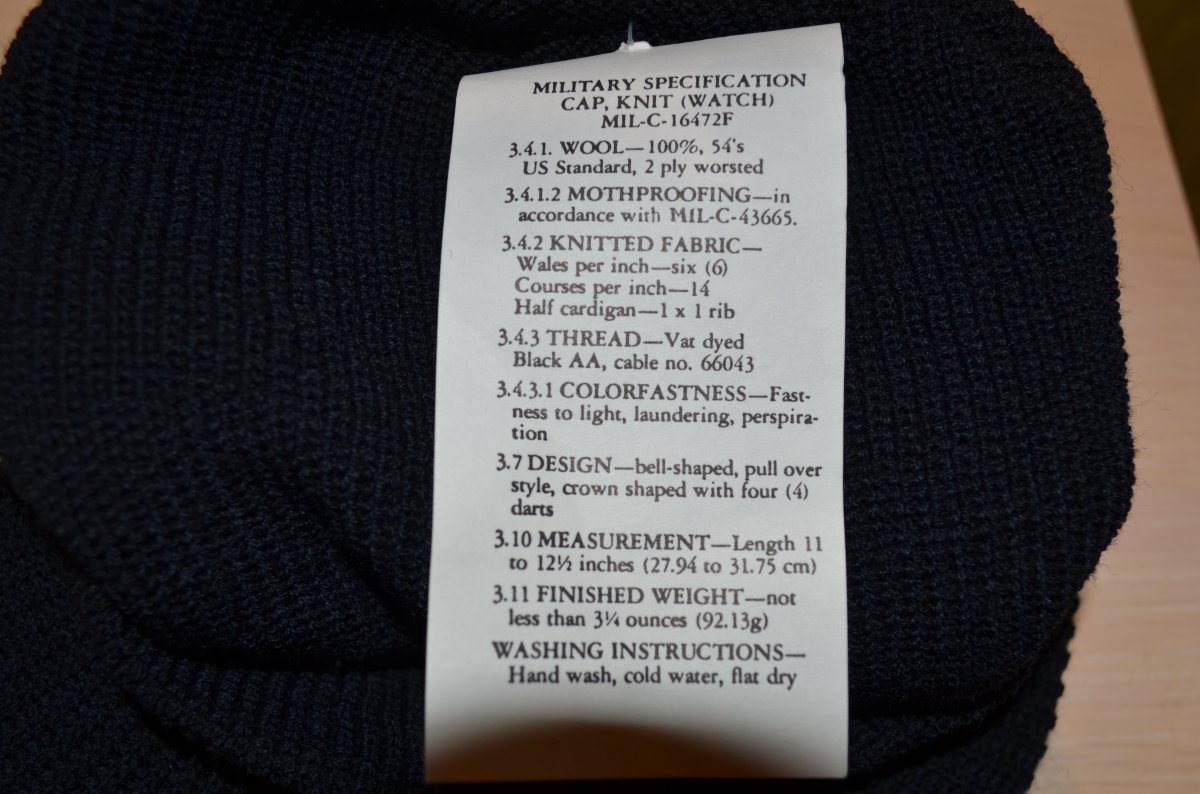 MILITARY SPECIFICATION
CAP, KNIT (WATCH)
MIL-C-16472F
3.4.1. WOOL—100%, 54's
US Standard, 2 ply worsted
3.4.1.2 MOTHPROOFING—in
accordance with MIL-C-43665.
3.4.2 KNITTED FABRIC—
Wales per inch—six (6)
Courses per inch—14
Half cardigan—1 x 1 rib
3.4.3 THREAD—Vat dyed
Black AA, cable no. 66043
3.4.3.1 COLORFASTNESS—Fast-
ness to light, laundering, perspira-
tion
3.7 DESIGN—bell-shaped, pull over
style, crown shaped with four (4)
darts
3.10 MEASUREMENT—Length 11
to 12½ inches (27.94 to 31.75 cm)
3.11 FINISHED WEIGHT—not
less than 3¼ ounces (92.13g)
WASHING INSTRUCTIONS—
Hand wash, cold water, flat dry